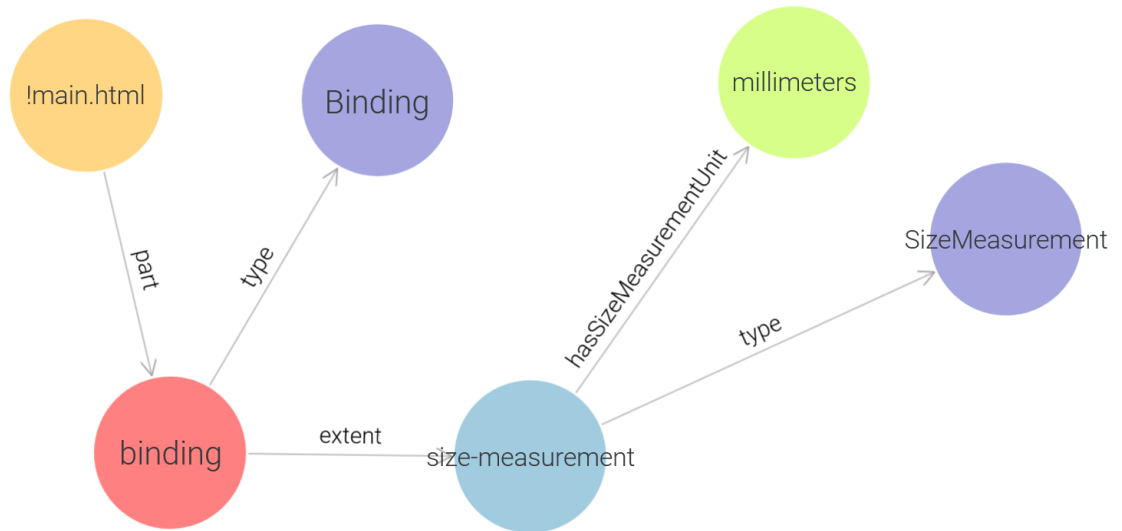 !main.html
Binding
millimeters
SizeMeasurement
part
type
hasSizeMeasurementUnit
type
binding
extent
size-measurement